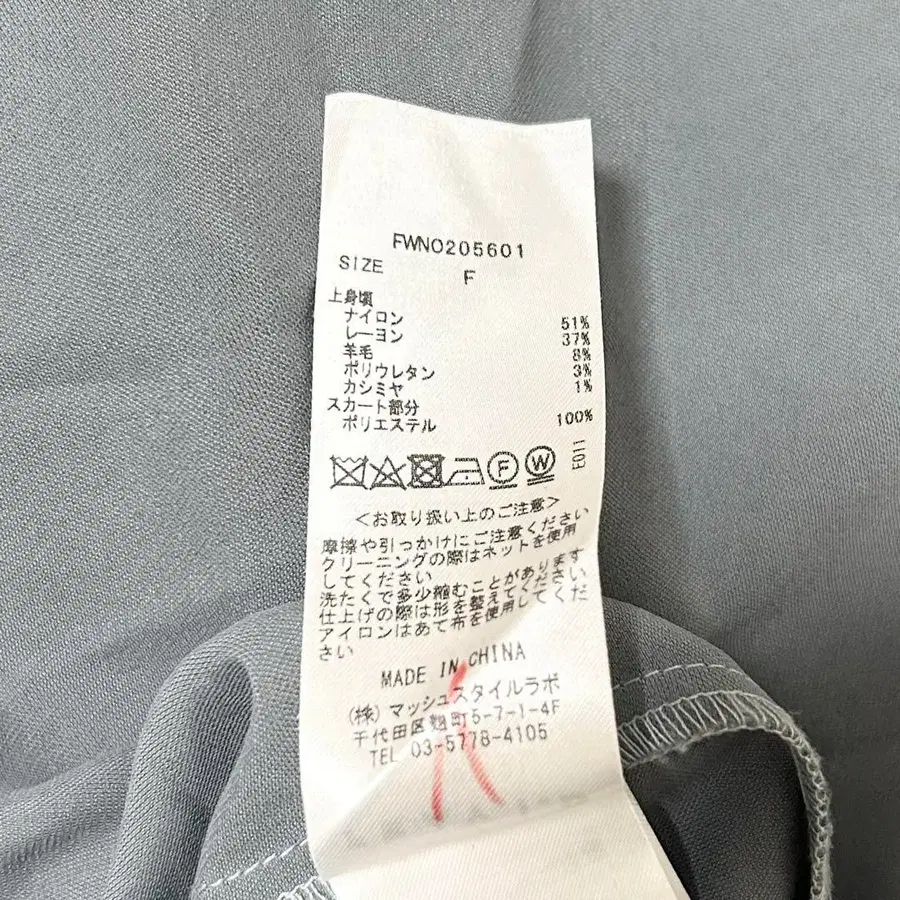 FWNO205601
SIZE F
上身頃
ナイロン 51%
レーヨン 37%
羊毛 8%
ポリウレタン 3%
カシミヤ 1%
スカート部分
ポリエステル 100%
E011
F W
＜お取り扱い上のご注意＞
摩擦や引っかけにご注意ください
クリーニングの際はネットを使用
してください
洗たくで多少縮むことがあります
仕上げの際は形を整えてください
アイロンはあて布を使用してくだ
さい
MADE IN CHINA
(株)マッシュスタイルラボ
千代田区麹町5-7-1-4F
TEL 03-5778-4105